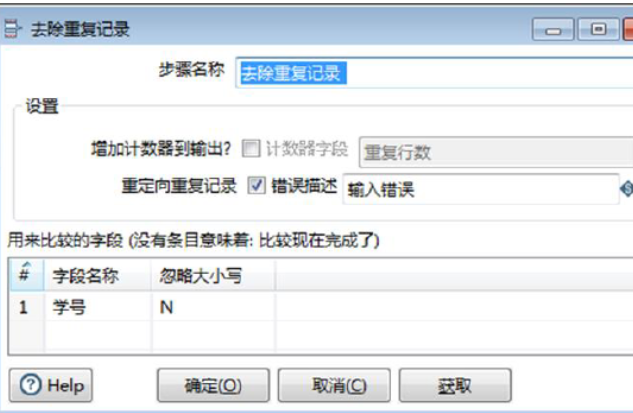 去除重复记录
步骤名称 去除重复记录
设置
增加计数器到输出? 计数器字段 重复行数
重定向重复记录 错误描述 输入错误
用来比较的字段 (没有条目意味着: 比较现在完成了)
# 字段名称 忽略大小写
1 学号 N
Help 确定(O) 取消(C) 获取